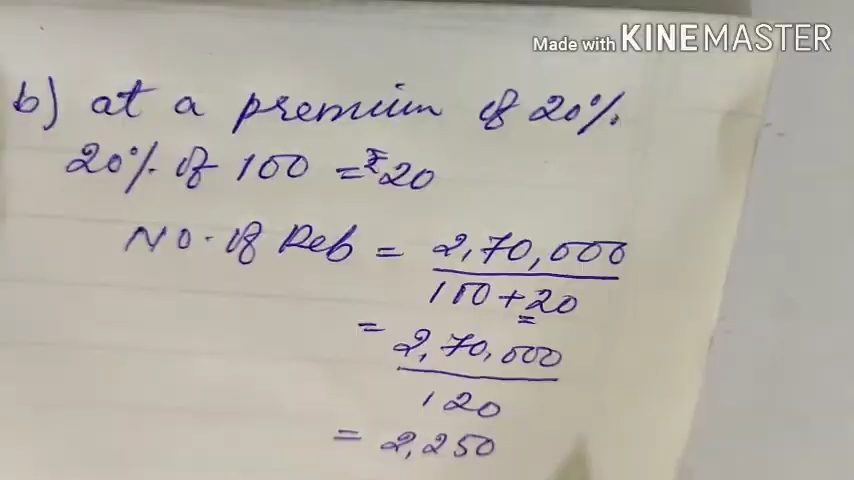 Made with KINEMASTER
b) at a premium of 20%.
20% of 100 = ₹20
No. of Deb = 2,70,000
100+20
= 2,70,000
120
= 2,250